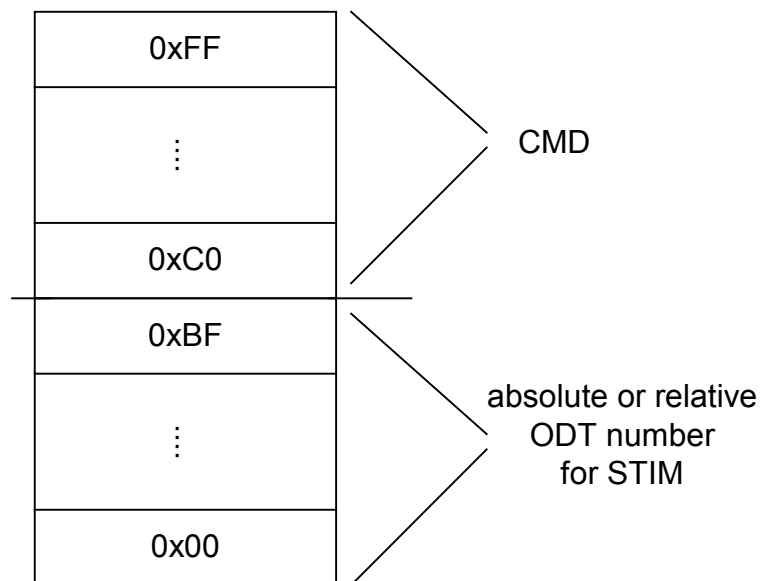 0xFF
CMD
0xC0
0xBF
absolute or relative
ODT number
for STIM
0x00